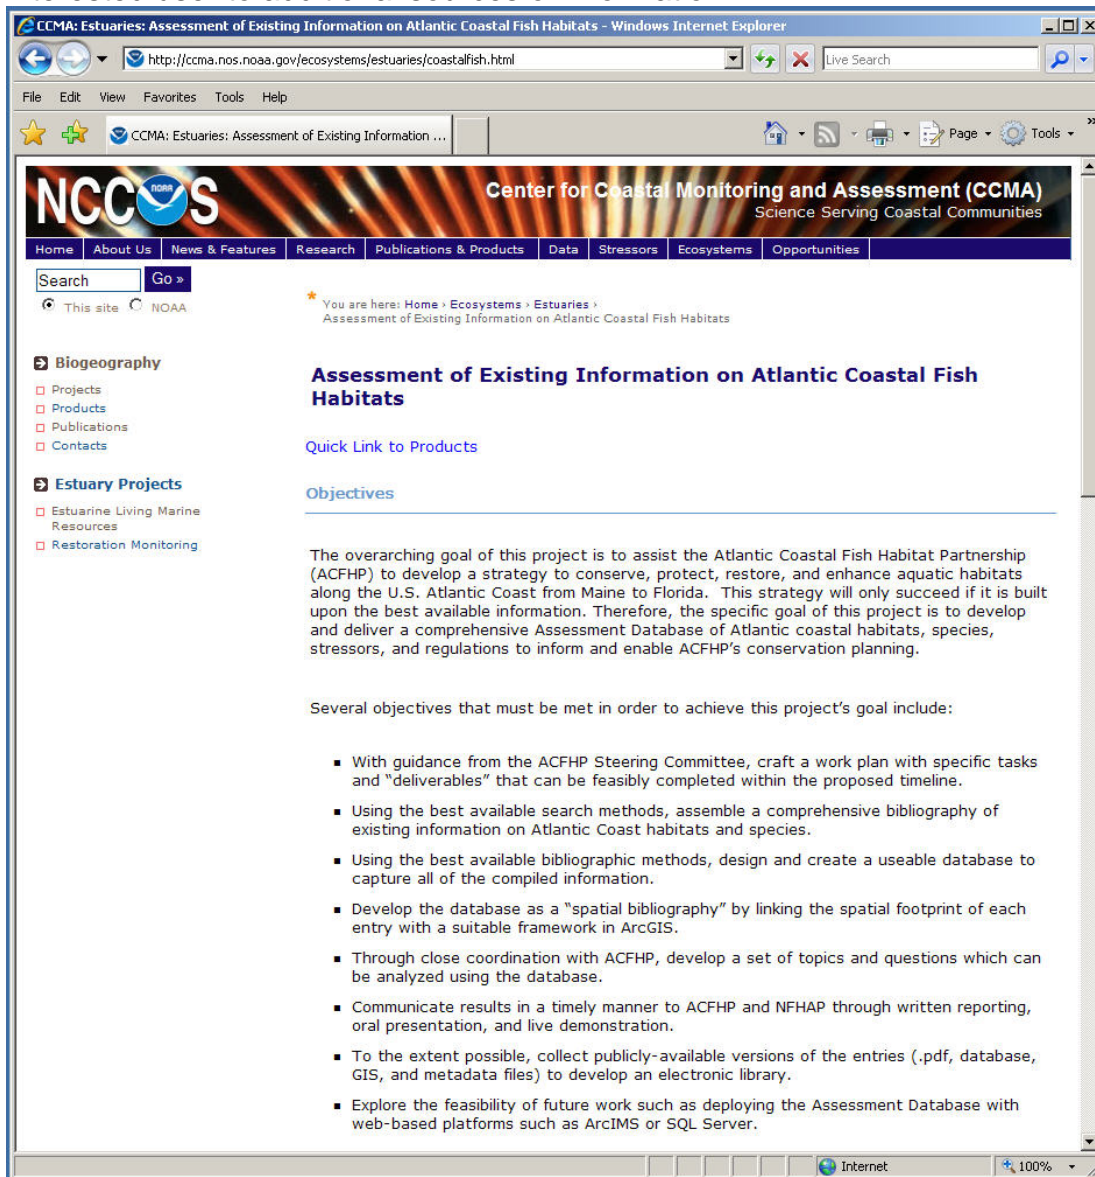 CCMA: Estuaries: Assessment of Existing Information on Atlantic Coastal Fish Habitats - Windows Internet Explorer
http://ccma.nos.noaa.gov/ecosystems/estuaries/coastalfish.html
Live Search
File Edit View Favorites Tools Help
CCMA: Estuaries: Assessment of Existing Information ...
Page Tools
NCCOS
NOAA
Center for Coastal Monitoring and Assessment (CCMA)
Science Serving Coastal Communities
Home About Us News & Features Research Publications & Products Data Stressors Ecosystems Opportunities
Search Go »
This site NOAA
* You are here: Home › Ecosystems › Estuaries ›
Assessment of Existing Information on Atlantic Coastal Fish Habitats
Biogeography
Projects
Products
Publications
Contacts
Estuary Projects
Estuarine Living Marine
Resources
Restoration Monitoring
Assessment of Existing Information on Atlantic Coastal Fish
Habitats
Quick Link to Products
Objectives
The overarching goal of this project is to assist the Atlantic Coastal Fish Habitat Partnership
(ACFHP) to develop a strategy to conserve, protect, restore, and enhance aquatic habitats
along the U.S. Atlantic Coast from Maine to Florida. This strategy will only succeed if it is built
upon the best available information. Therefore, the specific goal of this project is to develop
and deliver a comprehensive Assessment Database of Atlantic coastal habitats, species,
stressors, and regulations to inform and enable ACFHP's conservation planning.
Several objectives that must be met in order to achieve this project's goal include:
▪ With guidance from the ACFHP Steering Committee, craft a work plan with specific tasks
and “deliverables” that can be feasibly completed within the proposed timeline.
▪ Using the best available search methods, assemble a comprehensive bibliography of
existing information on Atlantic Coast habitats and species.
▪ Using the best available bibliographic methods, design and create a useable database to
capture all of the compiled information.
▪ Develop the database as a “spatial bibliography” by linking the spatial footprint of each
entry with a suitable framework in ArcGIS.
▪ Through close coordination with ACFHP, develop a set of topics and questions which can
be analyzed using the database.
▪ Communicate results in a timely manner to ACFHP and NFHAP through written reporting,
oral presentation, and live demonstration.
▪ To the extent possible, collect publicly-available versions of the entries (.pdf, database,
GIS, and metadata files) to develop an electronic library.
▪ Explore the feasibility of future work such as deploying the Assessment Database with
web-based platforms such as ArcIMS or SQL Server.
Internet 100%